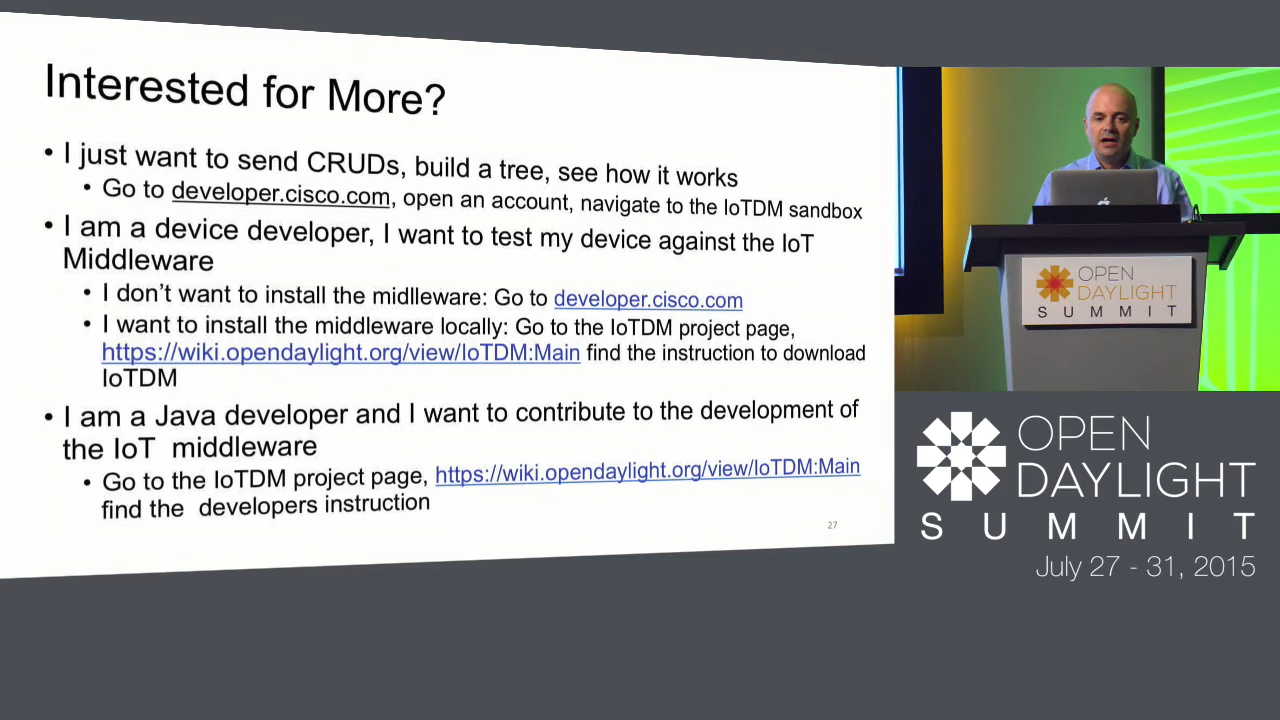 Interested for More?
• I just want to send CRUDs, build a tree, see how it works
• Go to developer.cisco.com, open an account, navigate to the IoTDM sandbox
• I am a device developer, I want to test my device against the IoT
Middleware
• I don’t want to install the midlleware: Go to developer.cisco.com
• I want to install the middleware locally: Go to the IoTDM project page,
https://wiki.opendaylight.org/view/IoTDM:Main find the instruction to download
IoTDM
• I am a Java developer and I want to contribute to the development of
the IoT middleware
• Go to the IoTDM project page, https://wiki.opendaylight.org/view/IoTDM:Main
find the developers instruction
27
OPEN
DAYLIGHT
SUMMIT
OPEN
DAYLIGHT
SUMMIT
July 27 - 31, 2015